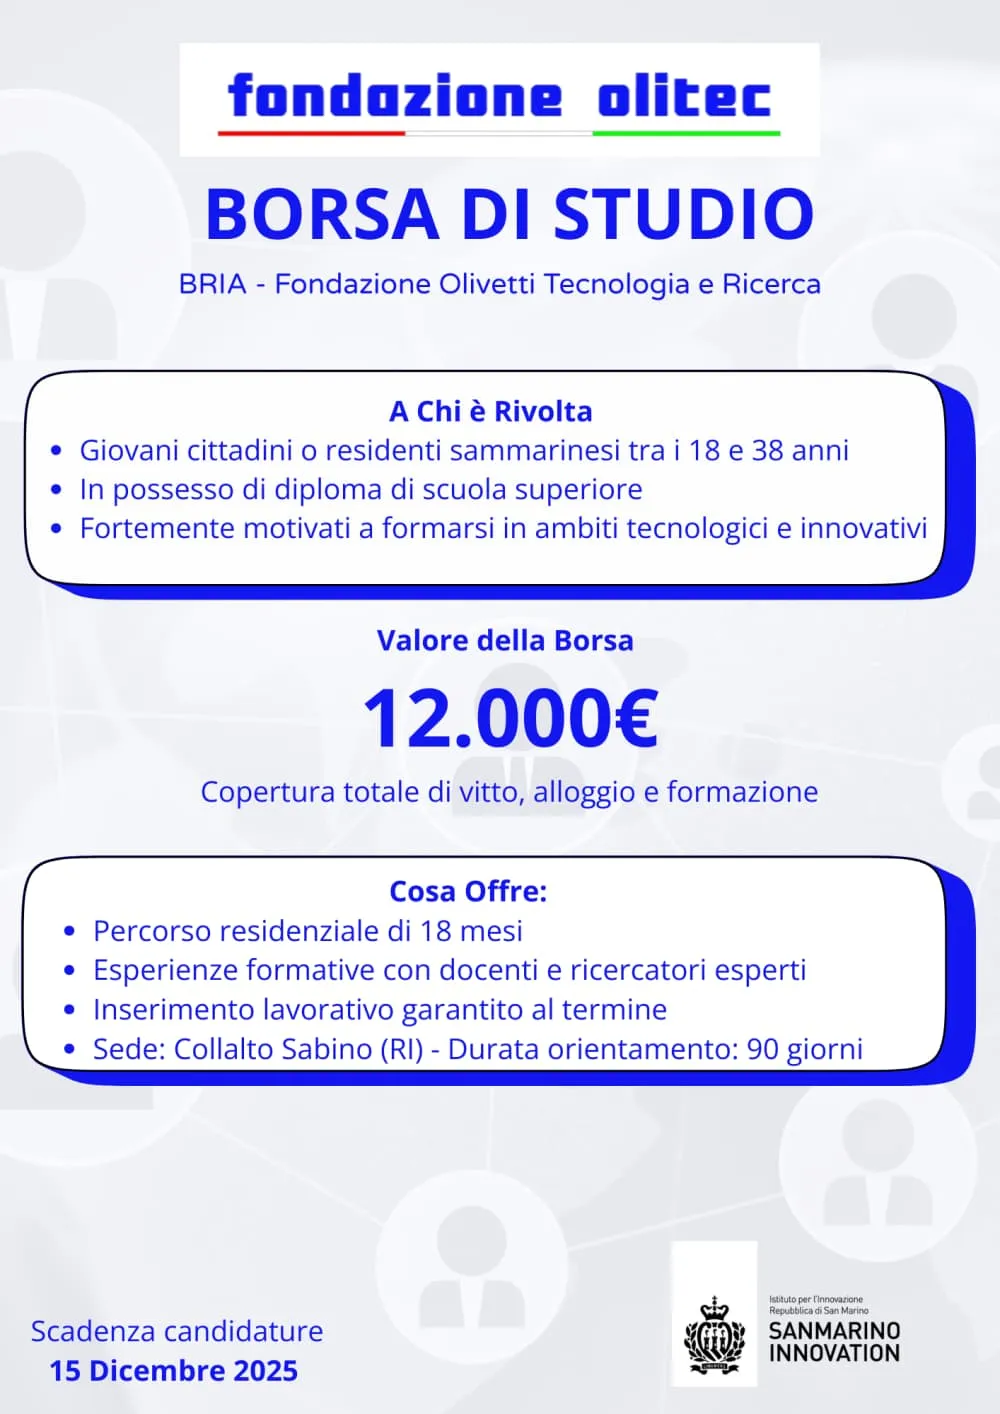 fondazione olitec
BORSA DI STUDIO
BRIA - Fondazione Olivetti Tecnologia e Ricerca
A Chi è Rivolta
• Giovani cittadini o residenti sammarinesi tra i 18 e 38 anni
• In possesso di diploma di scuola superiore
• Fortemente motivati a formarsi in ambiti tecnologici e innovativi
Valore della Borsa
12.000€
Copertura totale di vitto, alloggio e formazione
Cosa Offre:
• Percorso residenziale di 18 mesi
• Esperienze formative con docenti e ricercatori esperti
• Inserimento lavorativo garantito al termine
• Sede: Collalto Sabino (RI) - Durata orientamento: 90 giorni
Scadenza candidature
15 Dicembre 2025
Istituto per l'Innovazione
Repubblica di San Marino
SANMARINO
INNOVATION